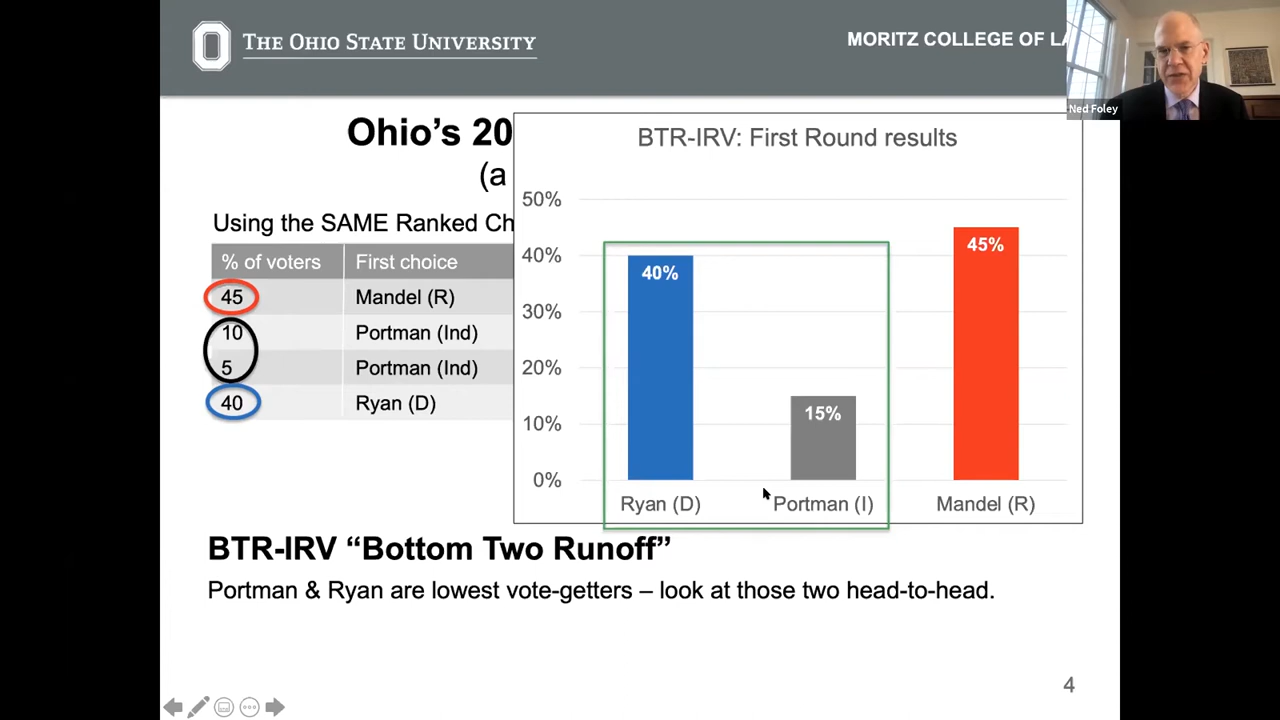 THE OHIO STATE UNIVERSITY
MORITZ COLLEGE OF LA
Ned Foley
Ohio's 20
(a
Using the SAME Ranked Ch
% of voters First choice
45 Mandel (R)
10 Portman (Ind)
5 Portman (Ind)
40 Ryan (D)
BTR-IRV: First Round results
50%
40%
30%
20%
10%
0%
40%
15%
45%
Ryan (D) Portman (I) Mandel (R)
BTR-IRV “Bottom Two Runoff”
Portman & Ryan are lowest vote-getters – look at those two head-to-head.
4